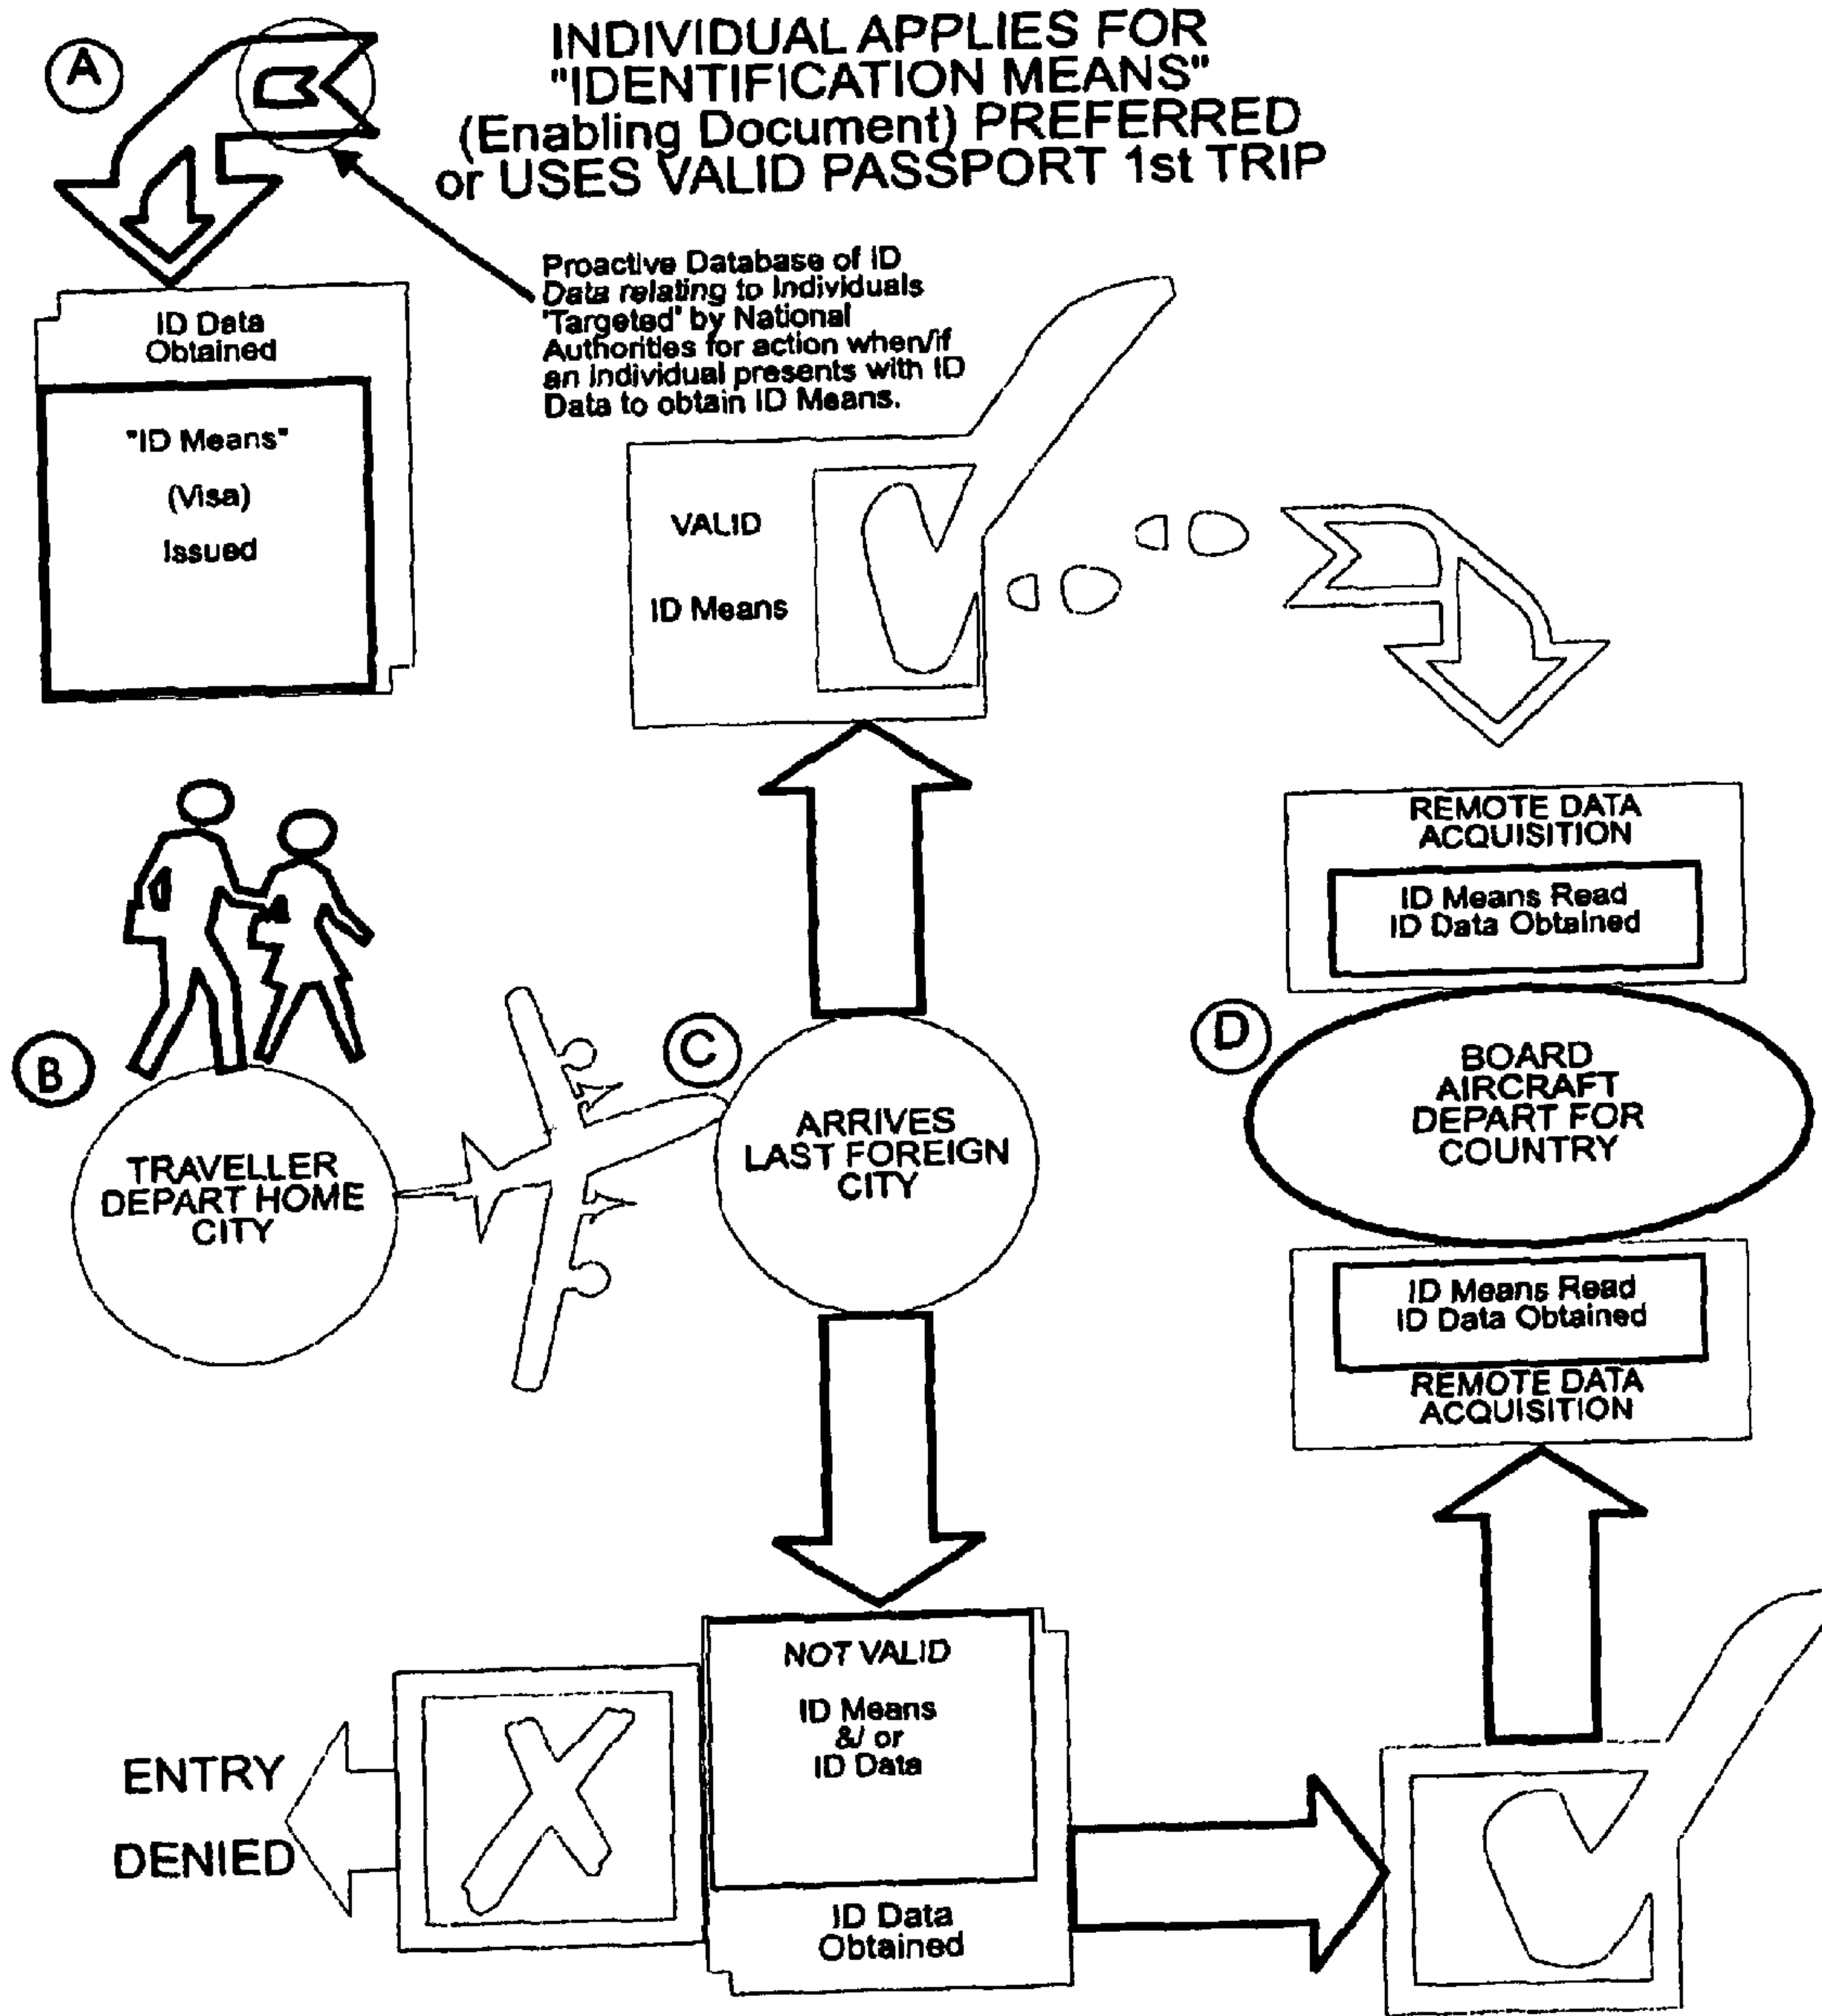 A
INDIVIDUAL APPLIES FOR
"IDENTIFICATION MEANS"
(Enabling Document) PREFERRED
or USES VALID PASSPORT 1st TRIP
Proactive Database of ID
Data relating to Individuals
'Targeted' by National
Authorities for action when/if
an individual presents with ID
Data to obtain ID Means.
ID Data
Obtained
"ID Means"
(Visa)
Issued
VALID
ID Means
REMOTE DATA
ACQUISITION
ID Means Read
ID Data Obtained
B
TRAVELLER
DEPART HOME
CITY
C
ARRIVES
LAST FOREIGN
CITY
D
BOARD
AIRCRAFT
DEPART FOR
COUNTRY
ID Means Read
ID Data Obtained
REMOTE DATA
ACQUISITION
NOT VALID
ID Means
&/ or
ID Data
ID Data
Obtained
ENTRY
DENIED